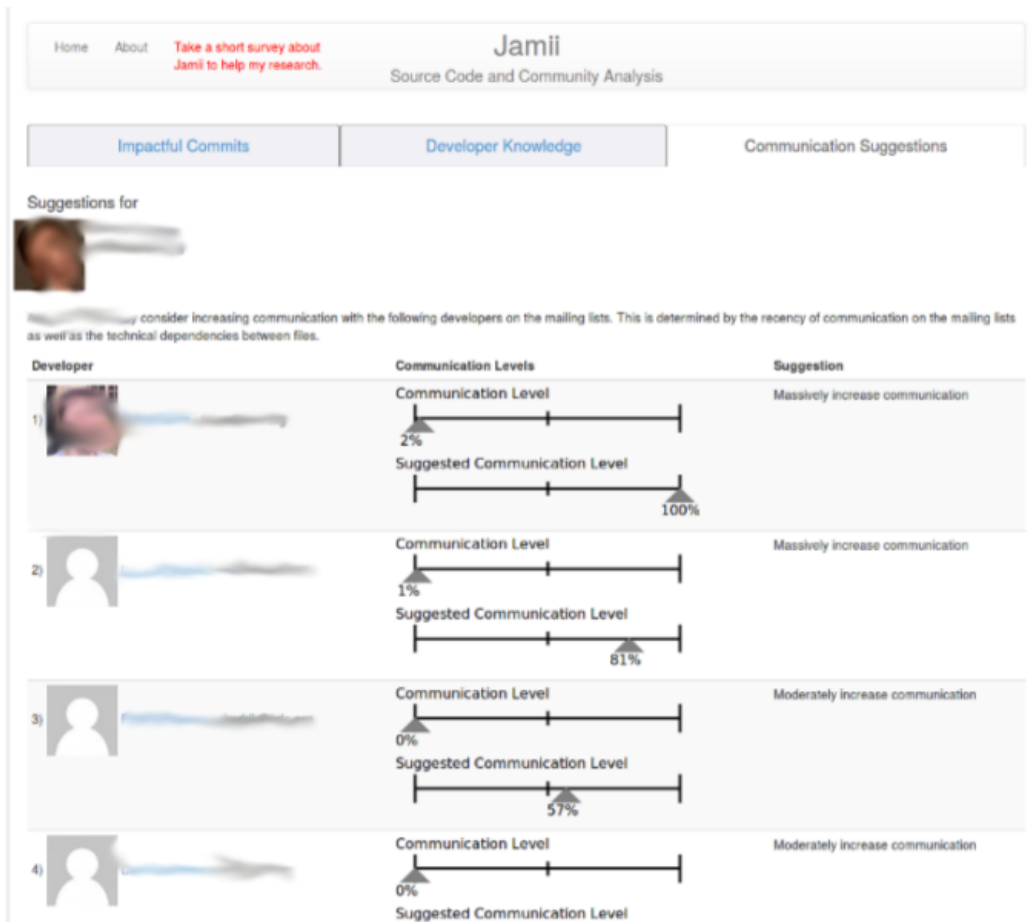 Home About Take a short survey about
Jamii to help my research.
Jamii
Source Code and Community Analysis
Impactful Commits Developer Knowledge Communication Suggestions
Suggestions for
consider increasing communication with the following developers on the mailing lists. This is determined by the recency of communication on the mailing lists
as well as the technical dependencies between files.
Developer Communication Levels Suggestion
1) Communication Level Massively increase communication
2%
Suggested Communication Level
100%
2) Communication Level Massively increase communication
1%
Suggested Communication Level
81%
3) Communication Level Moderately increase communication
0%
Suggested Communication Level
57%
4) Communication Level Moderately increase communication
0%
Suggested Communication Level